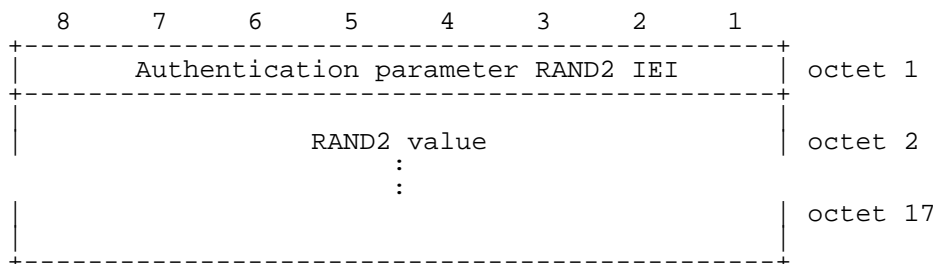 8 7 6 5 4 3 2 1
Authentication parameter RAND2 IEI octet 1
RAND2 value octet 2
:
:
octet 17